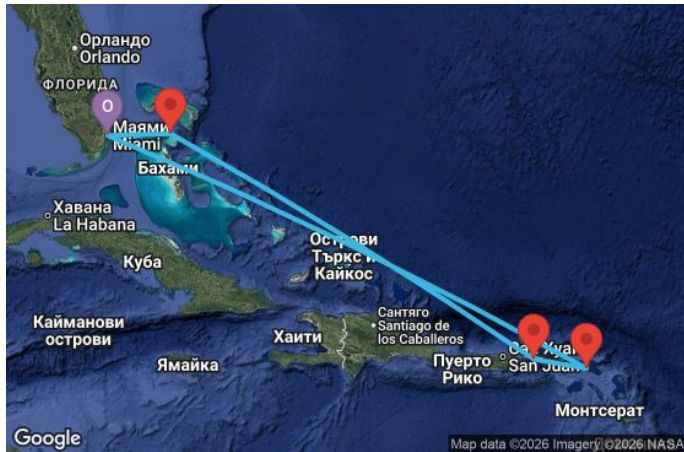 Орландо
Orlando
ФЛОРИДА
O
Маями
Miami
Бахами
Хавана
La Habana
Куба
Острови
Търкс и
Кайкос
Кайманови
острови
Ямайка
Хаити
Сантяго
Santiago de
los Caballeros
Пуерто
Рико
San Juan
Монтсерат
Google
Map data ©2026 Imagery ©2026 NASA